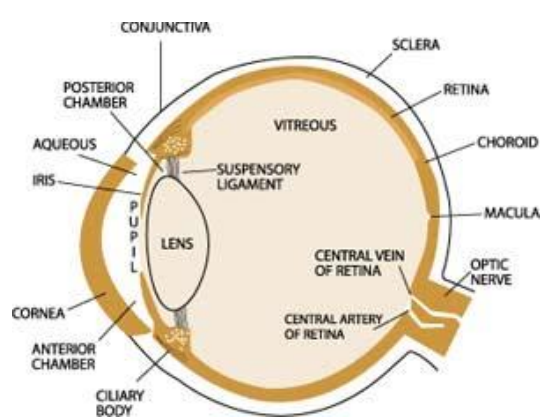 CONJUNCTIVA
SCLERA
POSTERIOR
CHAMBER
RETINA
VITREOUS
AQUEOUS
CHOROID
IRIS
SUSPENSORY
LIGAMENT
PUPIL
MACULA
LENS
CENTRAL VEIN
OF RETINA
OPTIC
NERVE
CORNEA
CENTRAL ARTERY
OF RETINA
ANTERIOR
CHAMBER
CILIARY
BODY